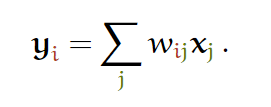 𝒚ᵢ = ∑ⱼ wᵢⱼ𝒙ⱼ .